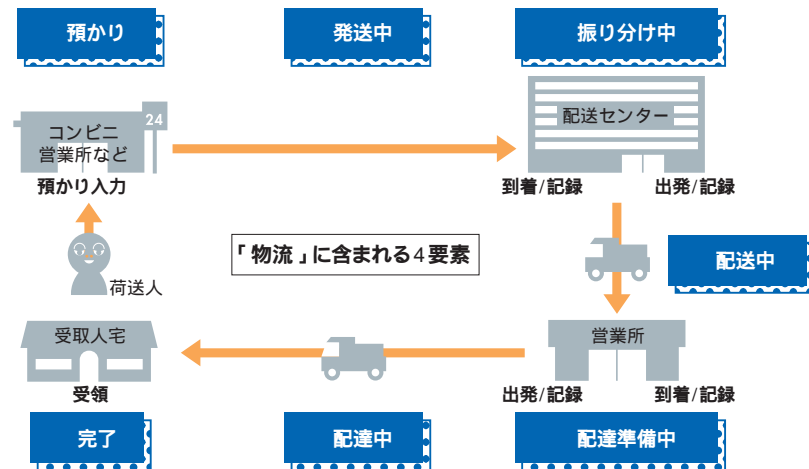 預かり
発送中
振り分け中
24
コンビニ
営業所など
預かり入力
配送センター
到着/記録
出発/記録
荷送人
「物流」に含まれる4要素
配送中
受取人宅
受領
営業所
出発/記録
到着/記録
完了
配達中
配達準備中